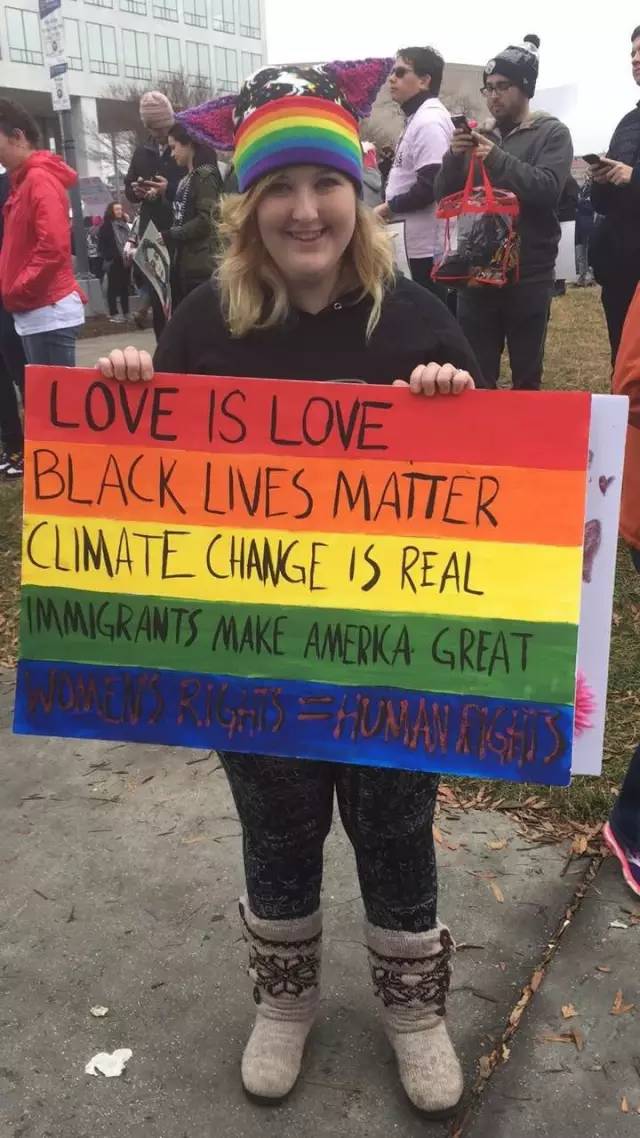 LOVE IS LOVE
BLACK LIVES MATTER
CLIMATE CHANGE IS REAL
IMMIGRANTS MAKE AMERICA GREAT
WOMEN'S RIGHTS = HUMAN RIGHTS